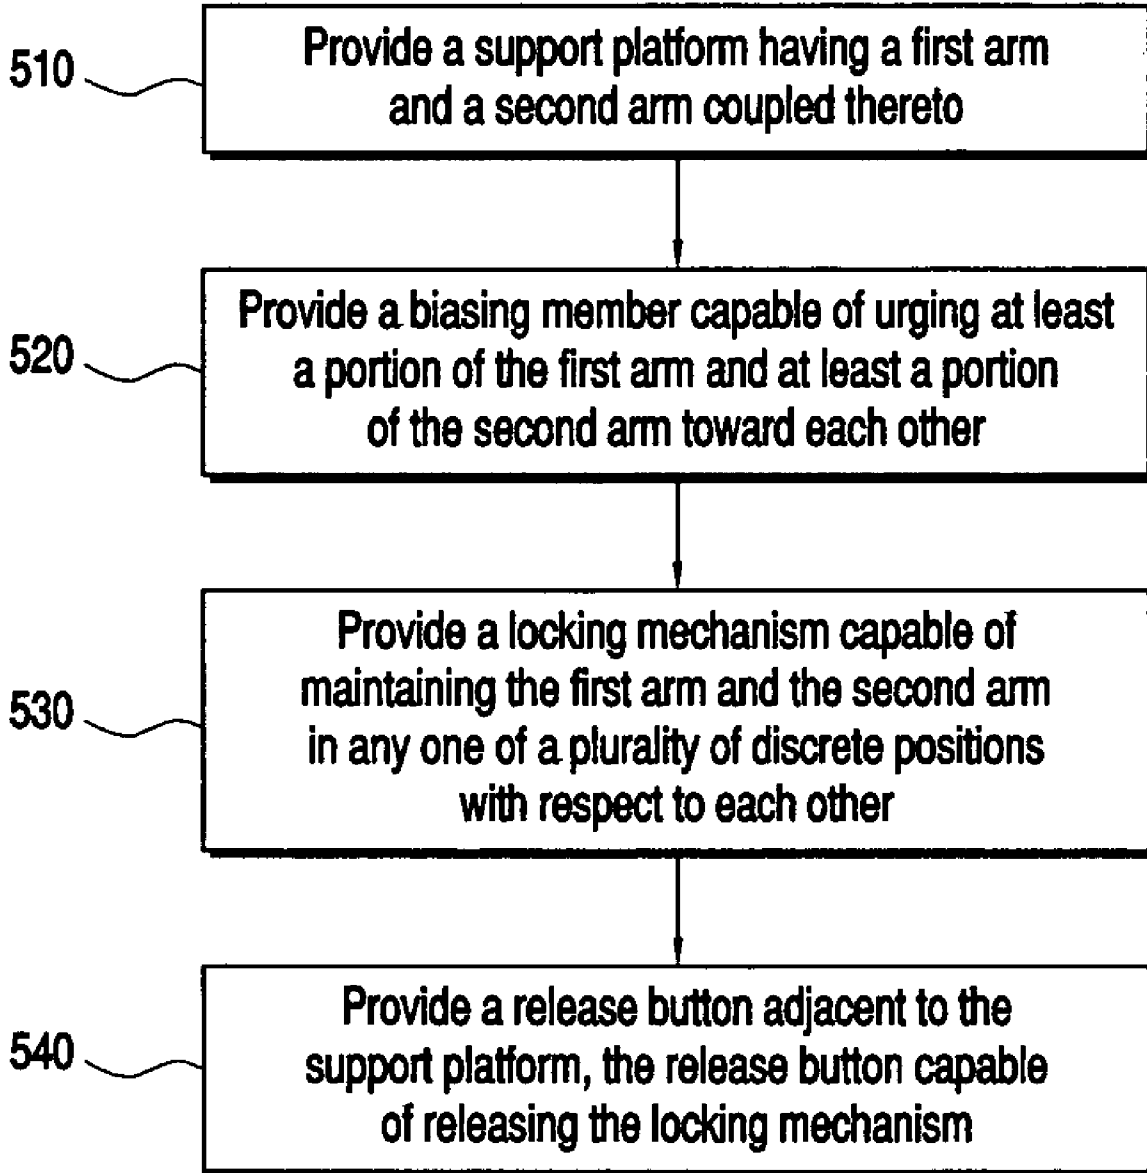 510
Provide a support platform having a first arm
and a second arm coupled thereto
520
Provide a biasing member capable of urging at least
a portion of the first arm and at least a portion
of the second arm toward each other
530
Provide a locking mechanism capable of
maintaining the first arm and the second arm
in any one of a plurality of discrete positions
with respect to each other
540
Provide a release button adjacent to the
support platform, the release button capable
of releasing the locking mechanism